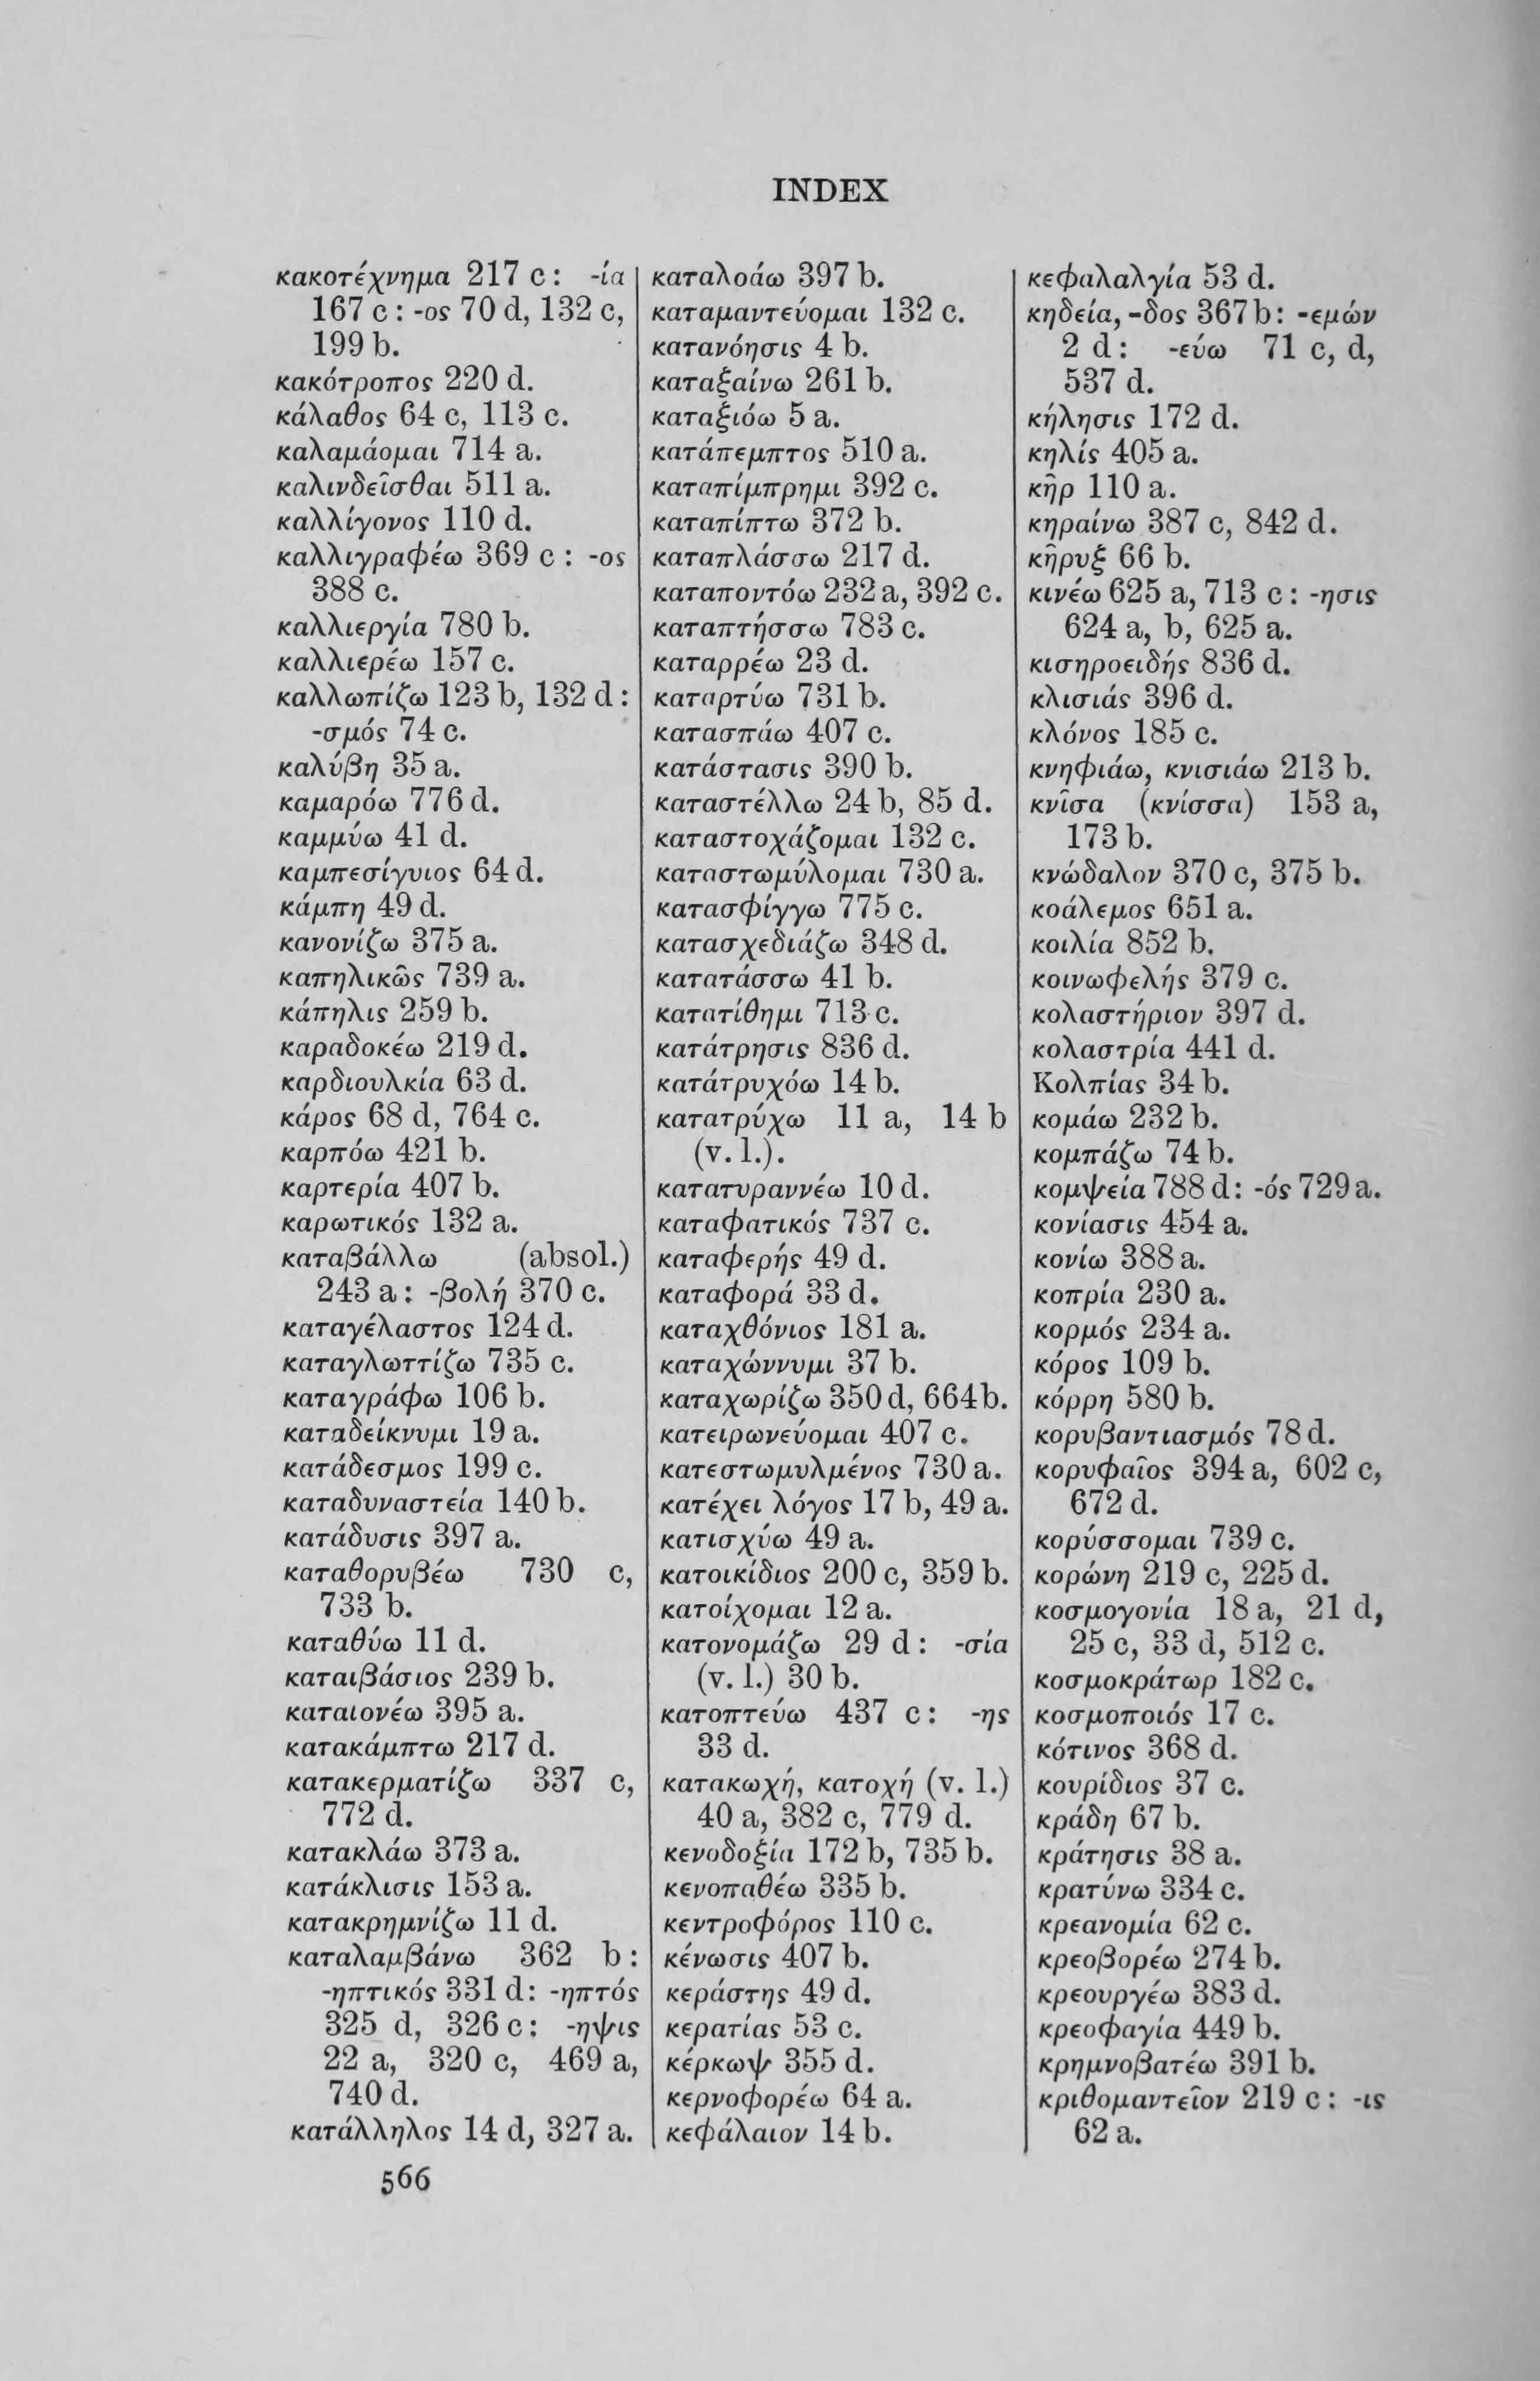 INDEX
κακοτέχνημα 217 c : -ία
167 c : -ος 70 d, 132 c,
199 b.
κακότροπος 220 d.
κάλαθος 64 c, 113 c.
καλαμάομαι 714 a.
καλινδεῖσθαι 511 a.
καλλίγονος 110 d.
καλλιγραφέω 369 c : -ος
388 c.
καλλιεργία 780 b.
καλλιερέω 157 c.
καλλωπίζω 123 b, 132 d :
-σμός 74 c.
καλύβη 35 a.
καμαρόω 776 d.
καμμύω 41 d.
καμπεσίγυιος 64 d.
κάμπη 49 d.
κανονίζω 375 a.
καπηλικῶς 739 a.
κάπηλις 259 b.
καραδοκέω 219 d.
καρδιουλκία 63 d.
κάρος 68 d, 764 c.
καρπόω 421 b.
καρτερία 407 b.
καρωτικός 132 a.
καταβάλλω (absol.)
243 a : -βολή 370 c.
καταγέλαστος 124 d.
καταγλωττίζω 735 c.
καταγράφω 106 b.
καταδείκνυμι 19 a.
κατάδεσμος 199 c.
καταδυναστεία 140 b.
κατάδυσις 397 a.
καταθορυβέω 730 c,
733 b.
καταθύω 11 d.
καταιβάσιος 239 b.
καταιονέω 395 a.
κατακάμπτω 217 d.
κατακερματίζω 337 c,
772 d.
κατακλάω 373 a.
κατάκλισις 153 a.
κατακρημνίζω 11 d.
καταλαμβάνω 362 b :
-ηπτικός 331 d : -ηπτός
325 d, 326 c : -ηψις
22 a, 320 c, 469 a,
740 d.
κατάλληλος 14 d, 327 a.
καταλοάω 397 b.
καταμαντεύομαι 132 c.
κατανόησις 4 b.
καταξαίνω 261 b.
καταξιόω 5 a.
κατάπεμπτος 510 a.
καταπίμπρημι 392 c.
καταπίπτω 372 b.
καταπλάσσω 217 d.
καταποντόω 232 a, 392 c.
καταπτήσσω 783 c.
καταρρέω 23 d.
καταρτύω 731 b.
κατασπάω 407 c.
κατάστασις 390 b.
καταστέλλω 24 b, 85 d.
καταστοχάζομαι 132 c.
καταστωμύλομαι 730 a.
κατασφίγγω 775 c.
κατασχεδιάζω 348 d.
κατατάσσω 41 b.
κατατίθημι 713 c.
κατάτρησις 836 d.
κατάτρυχόω 14 b.
κατατρύχω 11 a, 14 b
(v. l.).
κατατυραννέω 10 d.
καταφατικός 737 c.
καταφερής 49 d.
καταφορά 33 d.
καταχθόνιος 181 a.
καταχώννυμι 37 b.
καταχωρίζω 350 d, 664 b.
κατειρωνεύομαι 407 c.
κατεστωμυλμένος 730 a.
κατέχει λόγος 17 b, 49 a.
κατισχύω 49 a.
κατοικίδιος 200 c, 359 b.
κατοίχομαι 12 a.
κατονομάζω 29 d : -σία
(v. l.) 30 b.
κατοπτεύω 437 c : -ης
33 d.
κατακωχή, κατοχή (v. l.)
40 a, 382 c, 779 d.
κενοδοξία 172 b, 735 b.
κενοπαθέω 335 b.
κεντροφόρος 110 c.
κένωσις 407 b.
κεράστης 49 d.
κερατίας 53 c.
κέρκωψ 355 d.
κερνοφορέω 64 a.
κεφάλαιον 14 b.
κεφαλαλγία 53 d.
κηδεία, -δος 367 b : -εμών
2 d : -εύω 71 c, d,
537 d.
κήλησις 172 d.
κηλίς 405 a.
κῆρ 110 a.
κηραίνω 387 c, 842 d.
κῆρυξ 66 b.
κινέω 625 a, 713 c : -ησις
624 a, b, 625 a.
κισηροειδής 836 d.
κλισιάς 396 d.
κλόνος 185 c.
κνηφιάω, κνισιάω 213 b.
κνῖσα (κνίσσα) 153 a,
173 b.
κνώδαλον 370 c, 375 b.
κοάλεμος 651 a.
κοιλία 852 b.
κοινωφελής 379 c.
κολαστήριον 397 d.
κολαστρία 441 d.
Κολπίας 34 b.
κομάω 232 b.
κομπάζω 74 b.
κομψεία 788 d : -ός 729 a.
κονίασις 454 a.
κονίω 388 a.
κοπρία 230 a.
κορμός 234 a.
κόρος 109 b.
κόρρη 580 b.
κορυβαντιασμός 78 d.
κορυφαῖος 394 a, 602 c,
672 d.
κορύσσομαι 739 c.
κορώνη 219 c, 225 d.
κοσμογονία 18 a, 21 d,
25 c, 33 d, 512 c.
κοσμοκράτωρ 182 c.
κοσμοποιός 17 c.
κότινος 368 d.
κουρίδιος 37 c.
κράδη 67 b.
κράτησις 38 a.
κρατύνω 334 c.
κρεανομία 62 c.
κρεοβορέω 274 b.
κρεουργέω 383 d.
κρεοφαγία 449 b.
κρημνοβατέω 391 b.
κριθομαντεῖον 219 c : -ις
62 a.
566